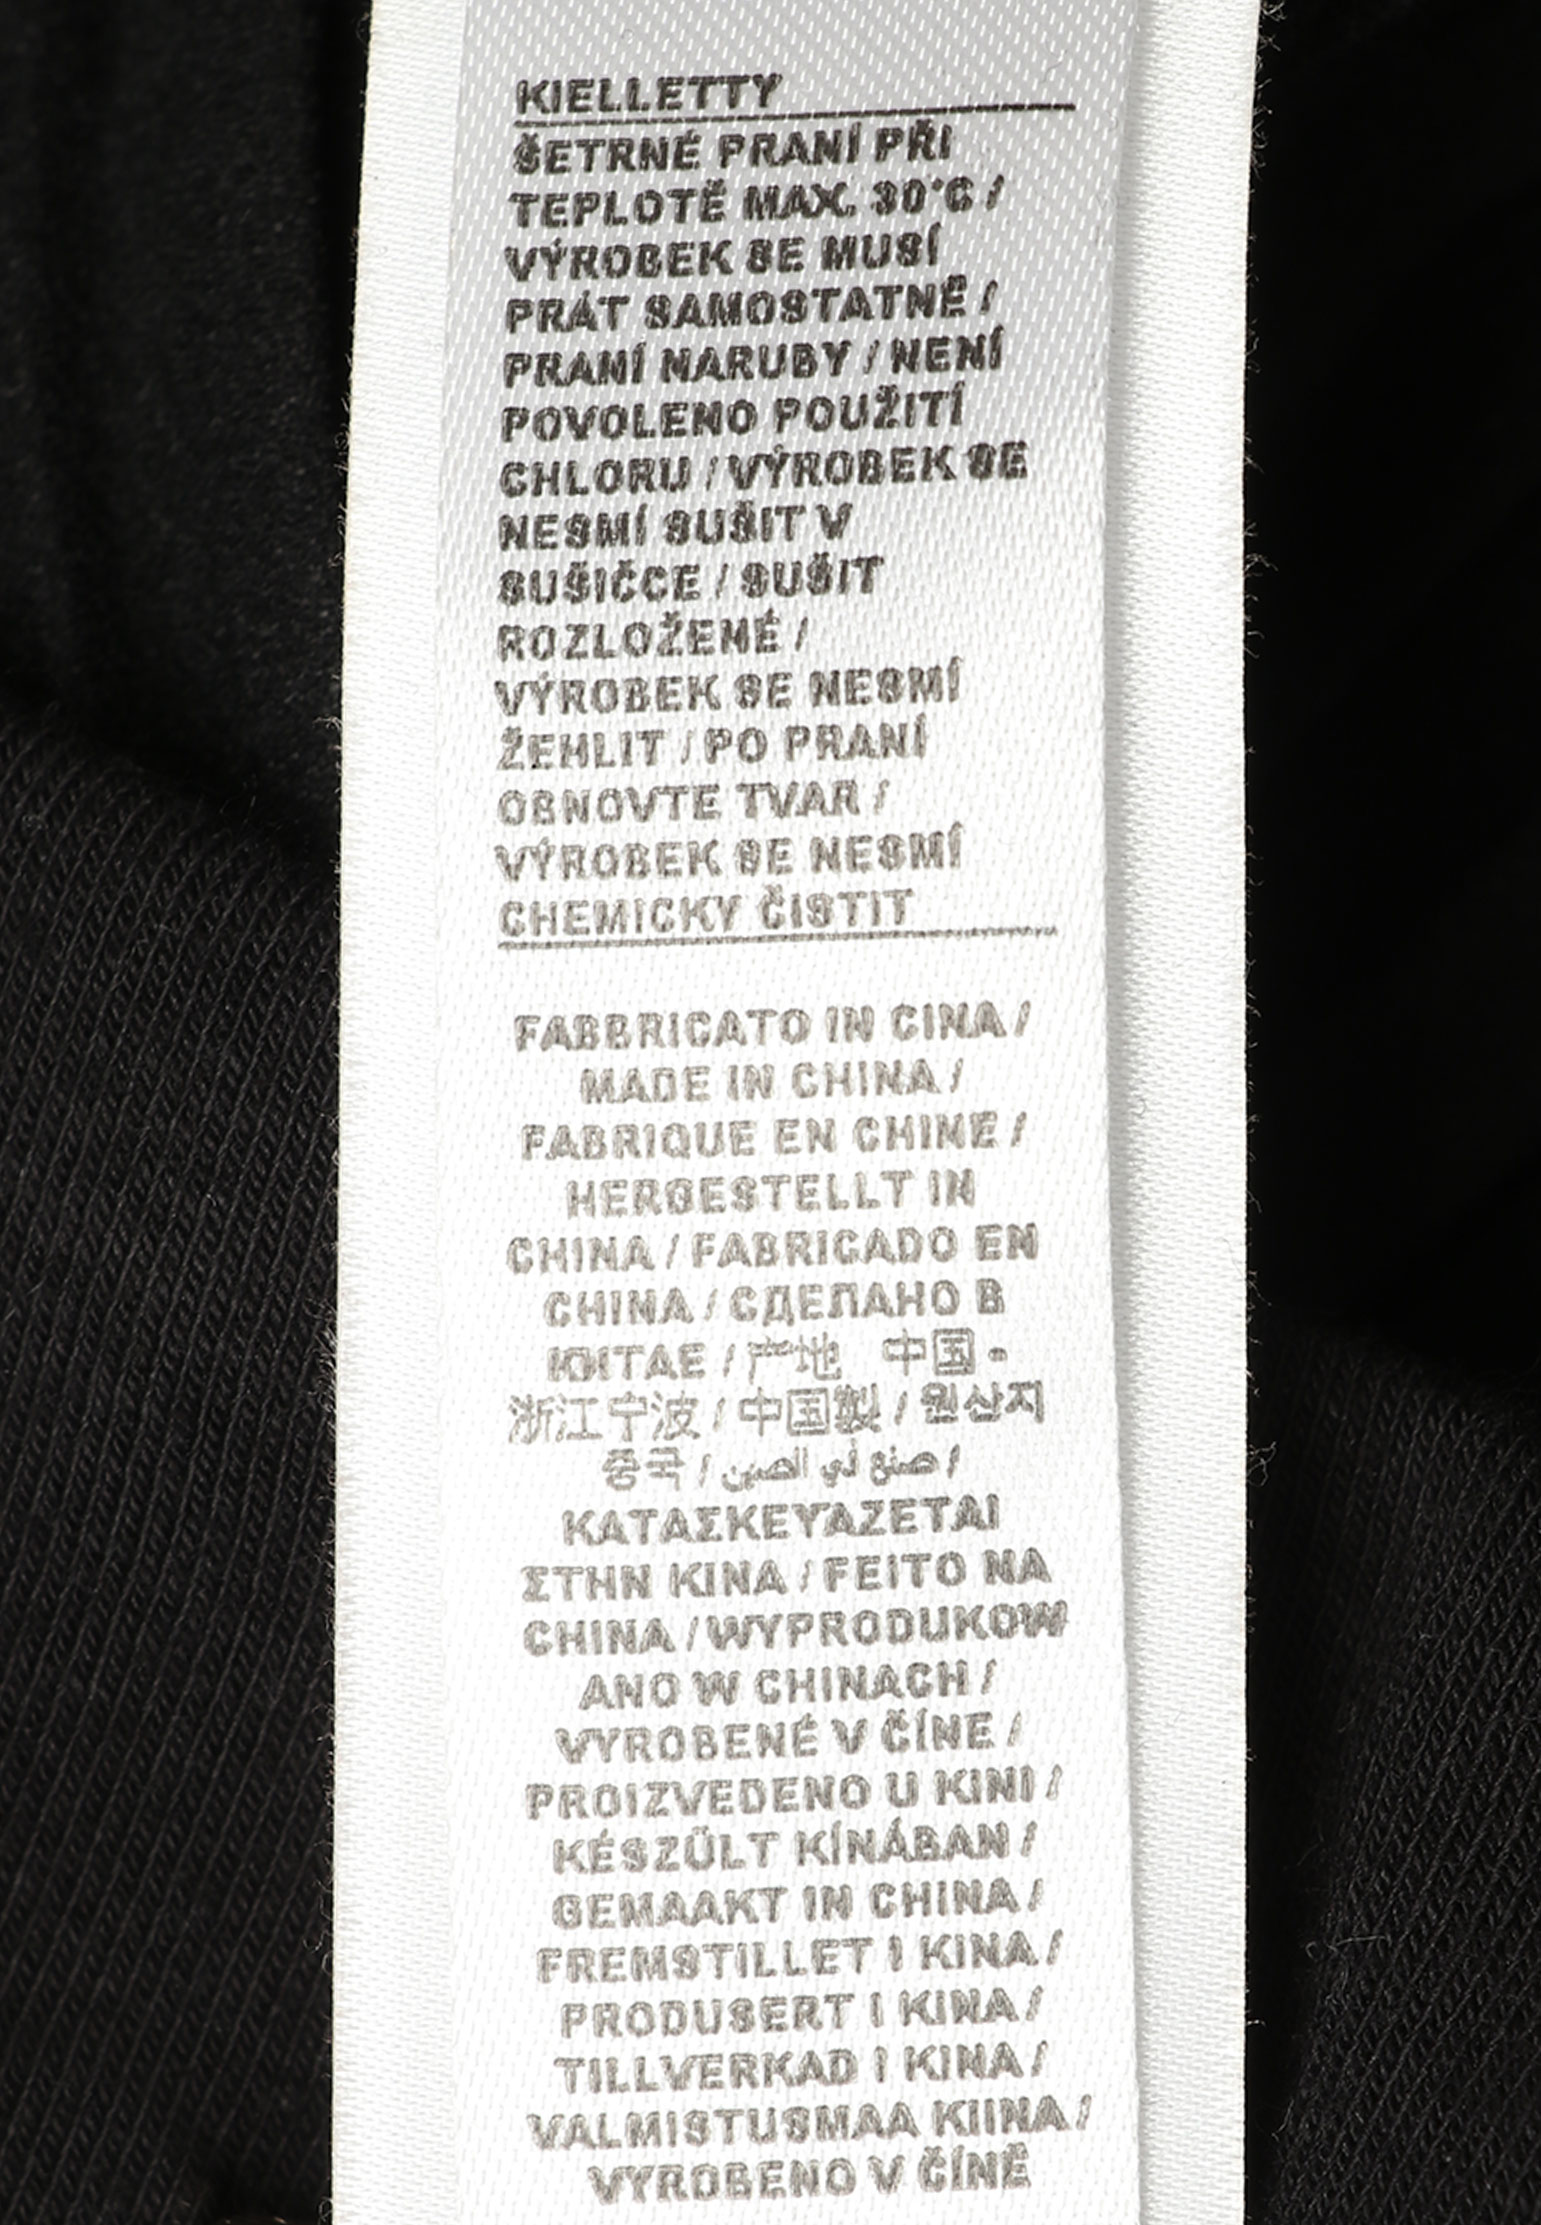 KIELLETTY
ŠETRNÉ PRANÍ PŘI
TEPLOTĚ MAX. 30°C /
VÝROBEK SE MUSÍ
PRÁT SAMOSTATNĚ /
PRANÍ NARUBY / NENÍ
POVOLENO POUŽITÍ
CHLORU / VÝROBEK SE
NESMÍ SUŠIT V
SUŠIČCE / SUŠIT
ROZLOŽENÉ /
VÝROBEK SE NESMÍ
ŽEHLIT / PO PRANÍ
OBNOVTE TVAR /
VÝROBEK SE NESMÍ
CHEMICKY ČISTIT
FABBRICATO IN CINA /
MADE IN CHINA /
FABRIQUE EN CHINE /
HERGESTELLT IN
CHINA / FABRICADO EN
CHINA / СДЕЛАНО В
КИТАЕ / 产地 中国 -
浙江宁波 / 中国製 / 원산지
중국 / صنع في الصين /
ΚΑΤΑΣΚΕΥΑΖΕΤΑΙ
ΣΤΗΝ ΚΙΝΑ / FEITO NA
CHINA / WYPRODUKOW
ANO W CHINACH /
VYROBENÉ V ČÍNE /
PROIZVEDENO U KINI /
KÉSZÜLT KÍNÁBAN /
GEMAAKT IN CHINA /
FREMSTILLET I KINA /
PRODUSERT I KINA /
TILLVERKAD I KINA /
VALMISTUSMAA KIINA /
VYROBENO V ČÍNĚ